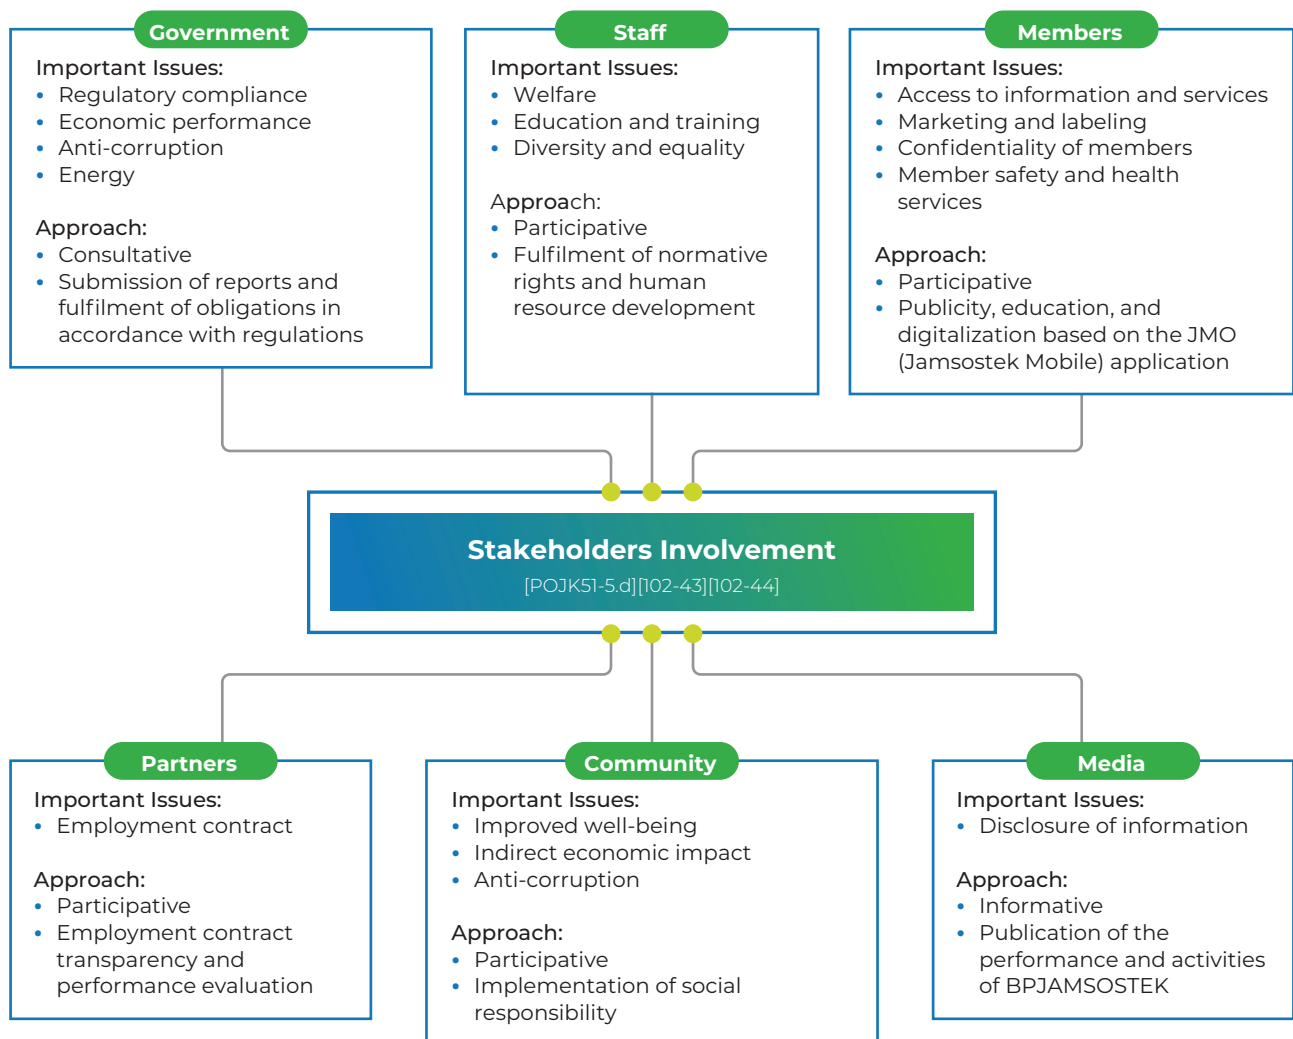 Government
Important Issues:
• Regulatory compliance
• Economic performance
• Anti-corruption
• Energy
Approach:
• Consultative
• Submission of reports and
fulfilment of obligations in
accordance with regulations
Staff
Important Issues:
• Welfare
• Education and training
• Diversity and equality
Approach:
• Participative
• Fulfilment of normative
rights and human
resource development
Members
Important Issues:
• Access to information and services
• Marketing and labeling
• Confidentiality of members
• Member safety and health
services
Approach:
• Participative
• Publicity, education, and
digitalization based on the JMO
(Jamsostek Mobile) application
Stakeholders Involvement
[POJK51-5.d][102-43][102-44]
Partners
Important Issues:
• Employment contract
Approach:
• Participative
• Employment contract
transparency and
performance evaluation
Community
Important Issues:
• Improved well-being
• Indirect economic impact
• Anti-corruption
Approach:
• Participative
• Implementation of social
responsibility
Media
Important Issues:
• Disclosure of information
Approach:
• Informative
• Publication of the
performance and activities
of BPJAMSOSTEK